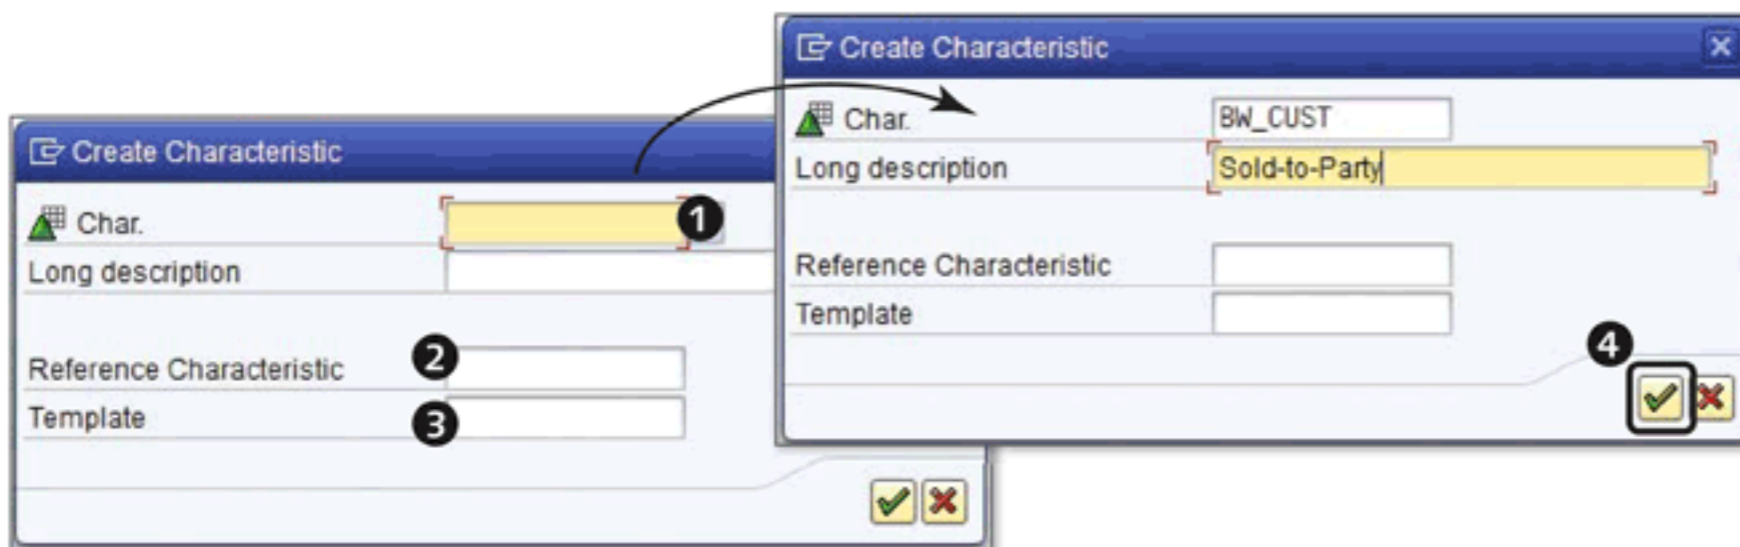 Create Characteristic
Char.
1
Long description
Reference Characteristic
2
Template
3
Create Characteristic
Char. BW_CUST
Long description Sold-to-Party
Reference Characteristic
Template
4